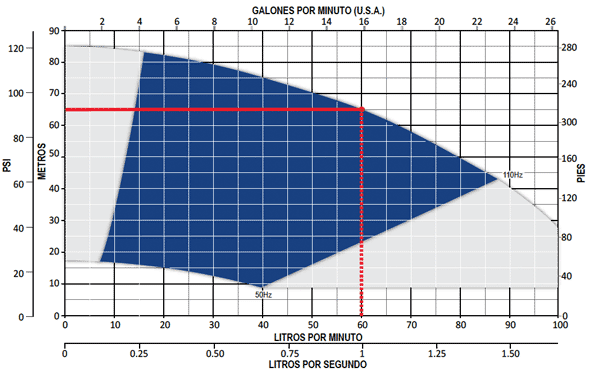 GALONES POR MINUTO (U.S.A.)
2 4 6 8 10 12 14 16 18 20 22 24 26
PSI
120
100
80
60
40
20
0
METROS
90
80
70
60
50
40
30
20
10
0
280
240
300
160
120
80
40
0
PIES
110Hz
50Hz
0 10 20 30 40 50 60 70 80 90 100
LITROS POR MINUTO
0 0.25 0.50 0.75 1 1.25 1.50
LITROS POR SEGUNDO